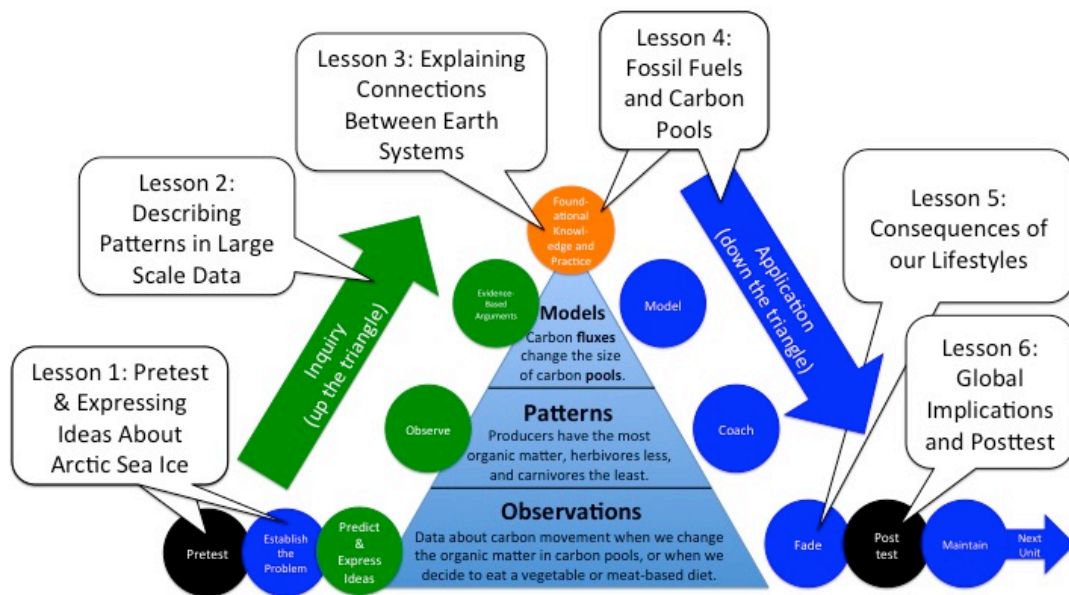 Lesson 3: Explaining
Connections
Between Earth
Systems
Lesson 4:
Fossil Fuels
and Carbon
Pools
Lesson 2:
Describing
Patterns in Large
Scale Data
Lesson 5:
Consequences of
our Lifestyles
Lesson 1: Pretest
& Expressing
Ideas About
Arctic Sea Ice
Lesson 6:
Global
Implications
and Posttest
Inquiry
(up the triangle)
Application
(down the triangle)
Found-
ational
Knowl-
edge and
Practice
Evidence-
Based
Arguments
Models
Carbon fluxes
change the size
of carbon pools.
Model
Observe
Patterns
Producers have the most
organic matter, herbivores less,
and carnivores the least.
Coach
Pretest
Establish
the
Problem
Predict
&
Express
Ideas
Observations
Data about carbon movement when we change
the organic matter in carbon pools, or when we
decide to eat a vegetable or meat-based diet.
Fade
Post
test
Maintain
Next
Unit